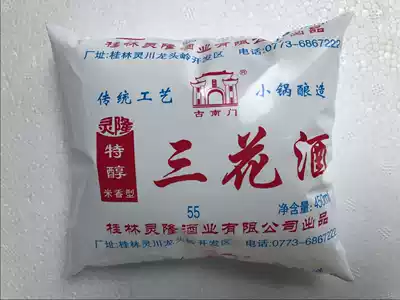 桂林灵隆酒业有限公司出品
厂址:桂林灵川龙头岭开发区 电话:0773-6867222
传统工艺
小锅酿造
®
古南门
灵隆
特醇
米香型
三花酒
55
净含量:450m
桂林灵隆酒业有限公司出品
厂址:桂林灵川龙头岭开发区 电话:0773-6867222